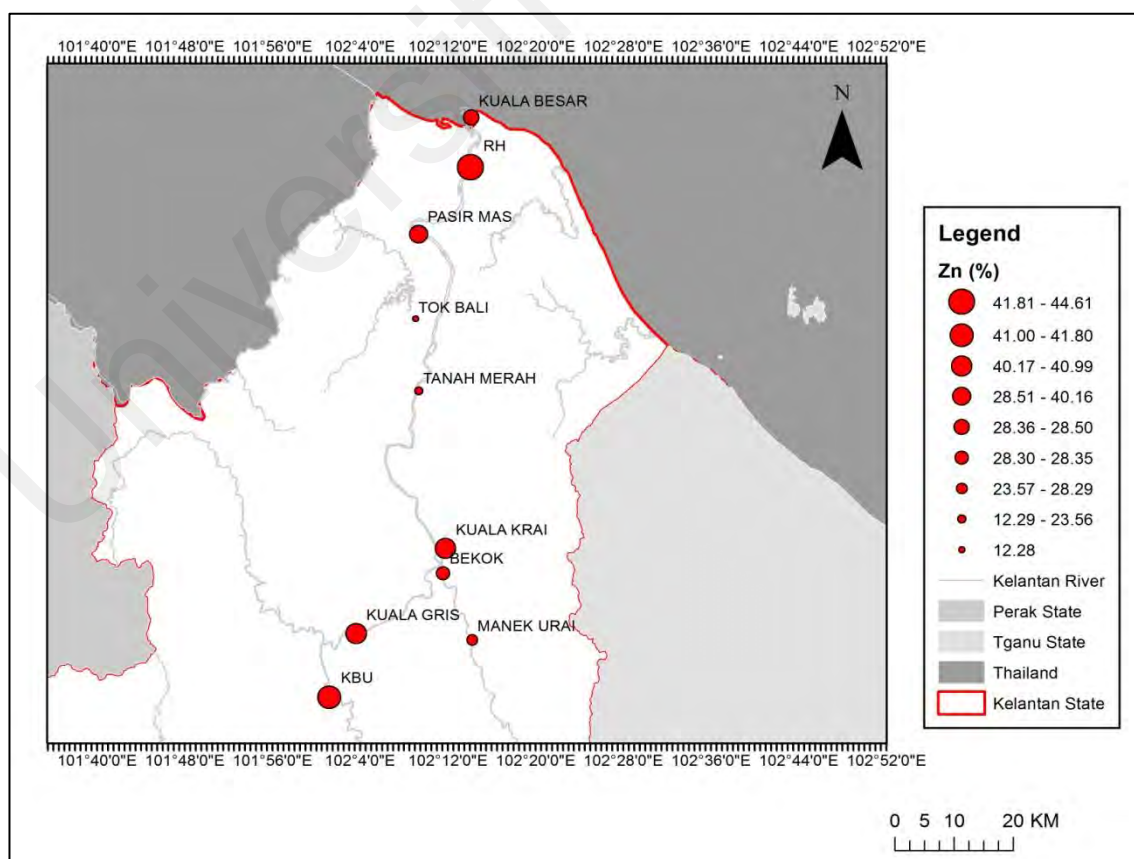 101°40'0"E 101°48'0"E 101°56'0"E 102°4'0"E 102°12'0"E 102°20'0"E 102°28'0"E 102°36'0"E 102°44'0"E 102°52'0"E
KUALA BESAR
N
RH
PASIR MAS
TOK BALI
TANAH MERAH
KUALA KRAI
BEKOK
KUALA GRIS
MANEK URAI
KBU
101°40'0"E 101°48'0"E 101°56'0"E 102°4'0"E 102°12'0"E 102°20'0"E 102°28'0"E 102°36'0"E 102°44'0"E 102°52'0"E
Legend
Zn (%)
41.81 - 44.61
41.00 - 41.80
40.17 - 40.99
28.51 - 40.16
28.36 - 28.50
28.30 - 28.35
23.57 - 28.29
12.29 - 23.56
12.28
Kelantan River
Perak State
Tganu State
Thailand
Kelantan State
0 5 10 20 KM
Universit